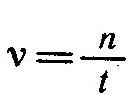 v = n/t